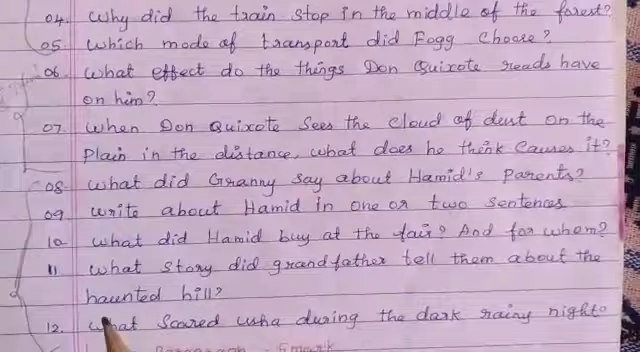 04. Why did the train stop in the middle of the forest?
05. Which mode of transport did Fogg choose?
06. What effect do the things Don Quixote reads have
on him?
07. When Don Quixote sees the cloud of dust on the
plain in the distance, what does he think causes it?
08. What did Granny say about Hamid's parents?
09. Write about Hamid in one or two sentences
10. What did Hamid buy at the fair? And for whom?
11. What story did grandfather tell them about the
haunted hill?
12. What scared Usha during the dark rainy night?
Paragraph - 5 mark